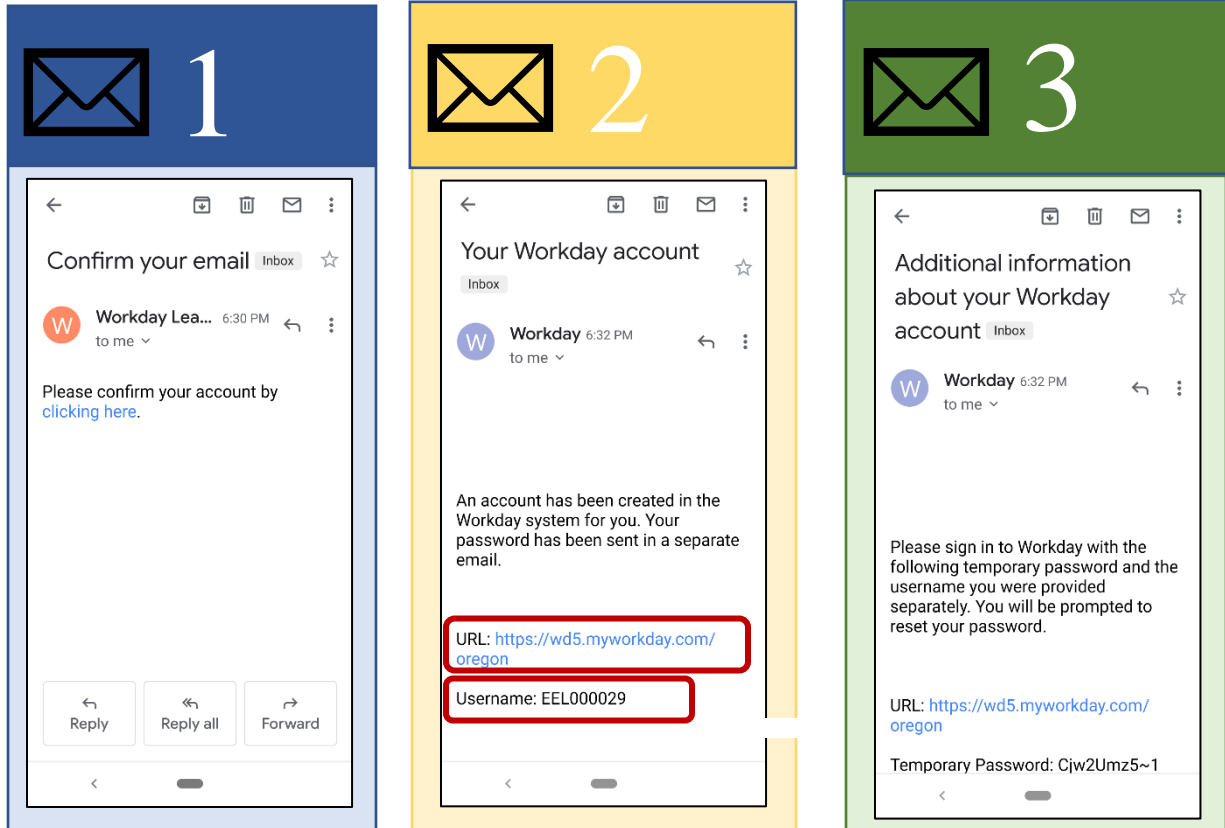 1
Confirm your email Inbox
W
Workday Lea... 6:30 PM
to me
Please confirm your account by
clicking here.
Reply
Reply all
Forward
2
Your Workday account
Inbox
W
Workday 6:32 PM
to me
An account has been created in the
Workday system for you. Your
password has been sent in a separate
email.
URL: https://wd5.myworkday.com/
oregon
Username: EEL000029
3
Additional information
about your Workday
account Inbox
W
Workday 6:32 PM
to me
Please sign in to Workday with the
following temporary password and the
username you were provided
separately. You will be prompted to
reset your password.
URL: https://wd5.myworkday.com/
oregon
Temporary Password: Cjw2Umz5~1